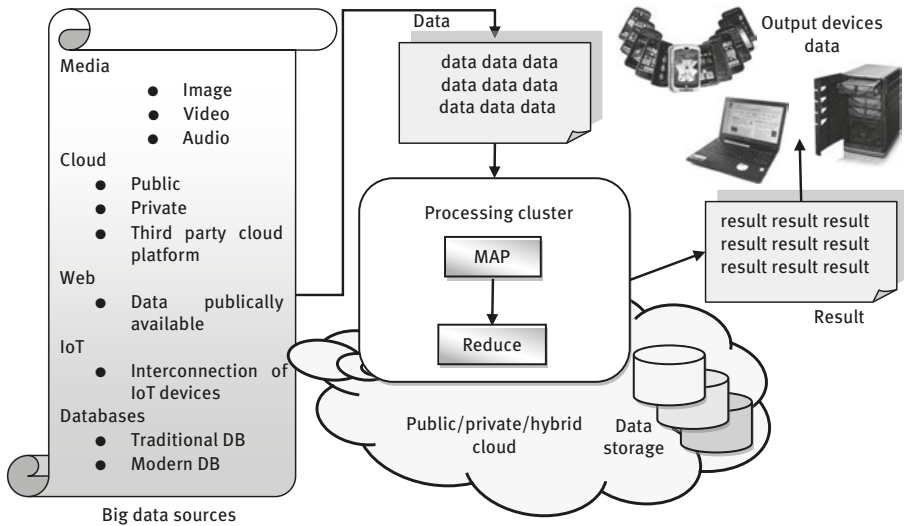 Media
● Image
● Video
● Audio
Cloud
● Public
● Private
● Third party cloud
platform
Web
● Data publically
available
IoT
● Interconnection of
IoT devices
Databases
● Traditional DB
● Modern DB
Big data sources
Data
data data data
data data data
data data data
Processing cluster
MAP
Reduce
Public/private/hybrid
cloud
Data
storage
Output devices
data
result result result
result result result
result result result
Result